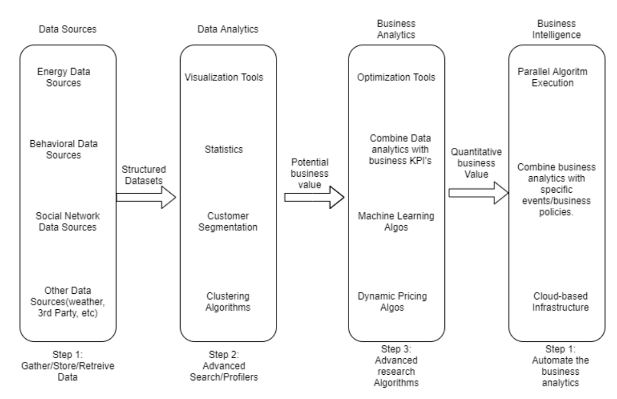 Data Sources
Energy Data
Sources
Behavioral Data
Sources
Social Network
Data Sources
Other Data
Sources(weather,
3rd Party, etc)
Step 1:
Gather/Store/Retreive
Data
Structured
Datasets
Data Analytics
Visualization Tools
Statistics
Customer
Segmentation
Clustering
Algorithms
Step 2:
Advanced
Search/Profilers
Potential
business
value
Business
Analytics
Optimization Tools
Combine Data
analytics with
business KPI's
Machine Learning
Algos
Dynamic Pricing
Algos
Step 3:
Advanced
research
Algorithms
Quantitative
business
Value
Business
Intelligence
Parallel Algoritm
Execution
Combine business
analytics with
specific
events/business
policies.
Cloud-based
Infrastructure
Step 1:
Automate the
business
analytics